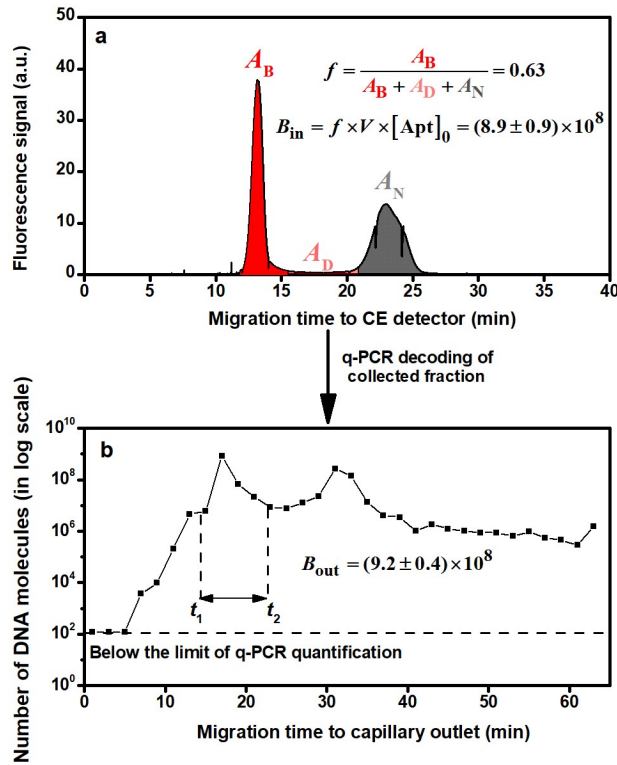 a
A_B
f = A_B / (A_B + A_D + A_N) = 0.63
B_in = f × V × [Apt]_0 = (8.9 ± 0.9) × 10^8
A_N
A_D
Fluorescence signal (a.u.)
50
40
30
20
10
0
0 5 10 15 20 25 30 35 40
Migration time to CE detector (min)
q-PCR decoding of
collected fraction
b
Number of DNA molecules (in log scale)
10^10
10^8
10^6
10^4
10^2
10^0
B_out = (9.2 ± 0.4) × 10^8
t_1 t_2
Below the limit of q-PCR quantification
0 10 20 30 40 50 60
Migration time to capillary outlet (min)